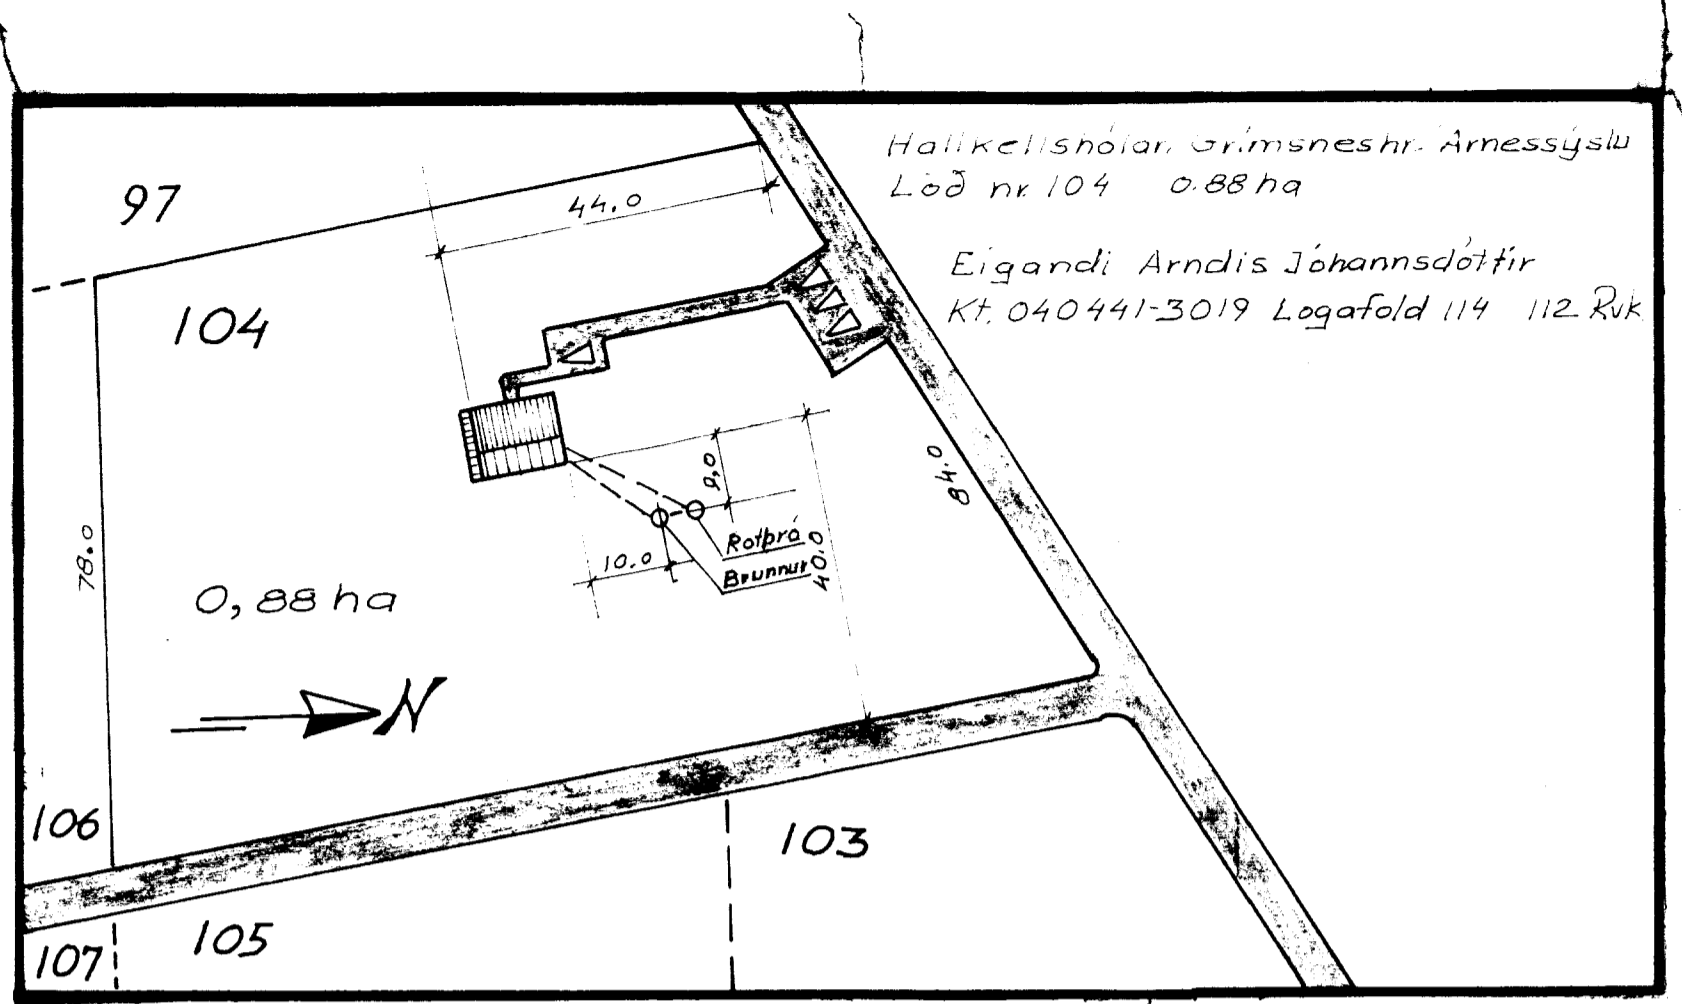 Hallkellshólar, Grímsneshr. Árnessýslu
Lóð nr. 104 0.88 ha
Eigandi Arndís Jóhannsdóttir
Kt. 040441-3019 Logafold 114 112 Rvk
97
44.0
104
84.0
9,0
Rotþró
10.0
Brunnur
40.0
78.0
0,88 ha
N
106
103
105
107